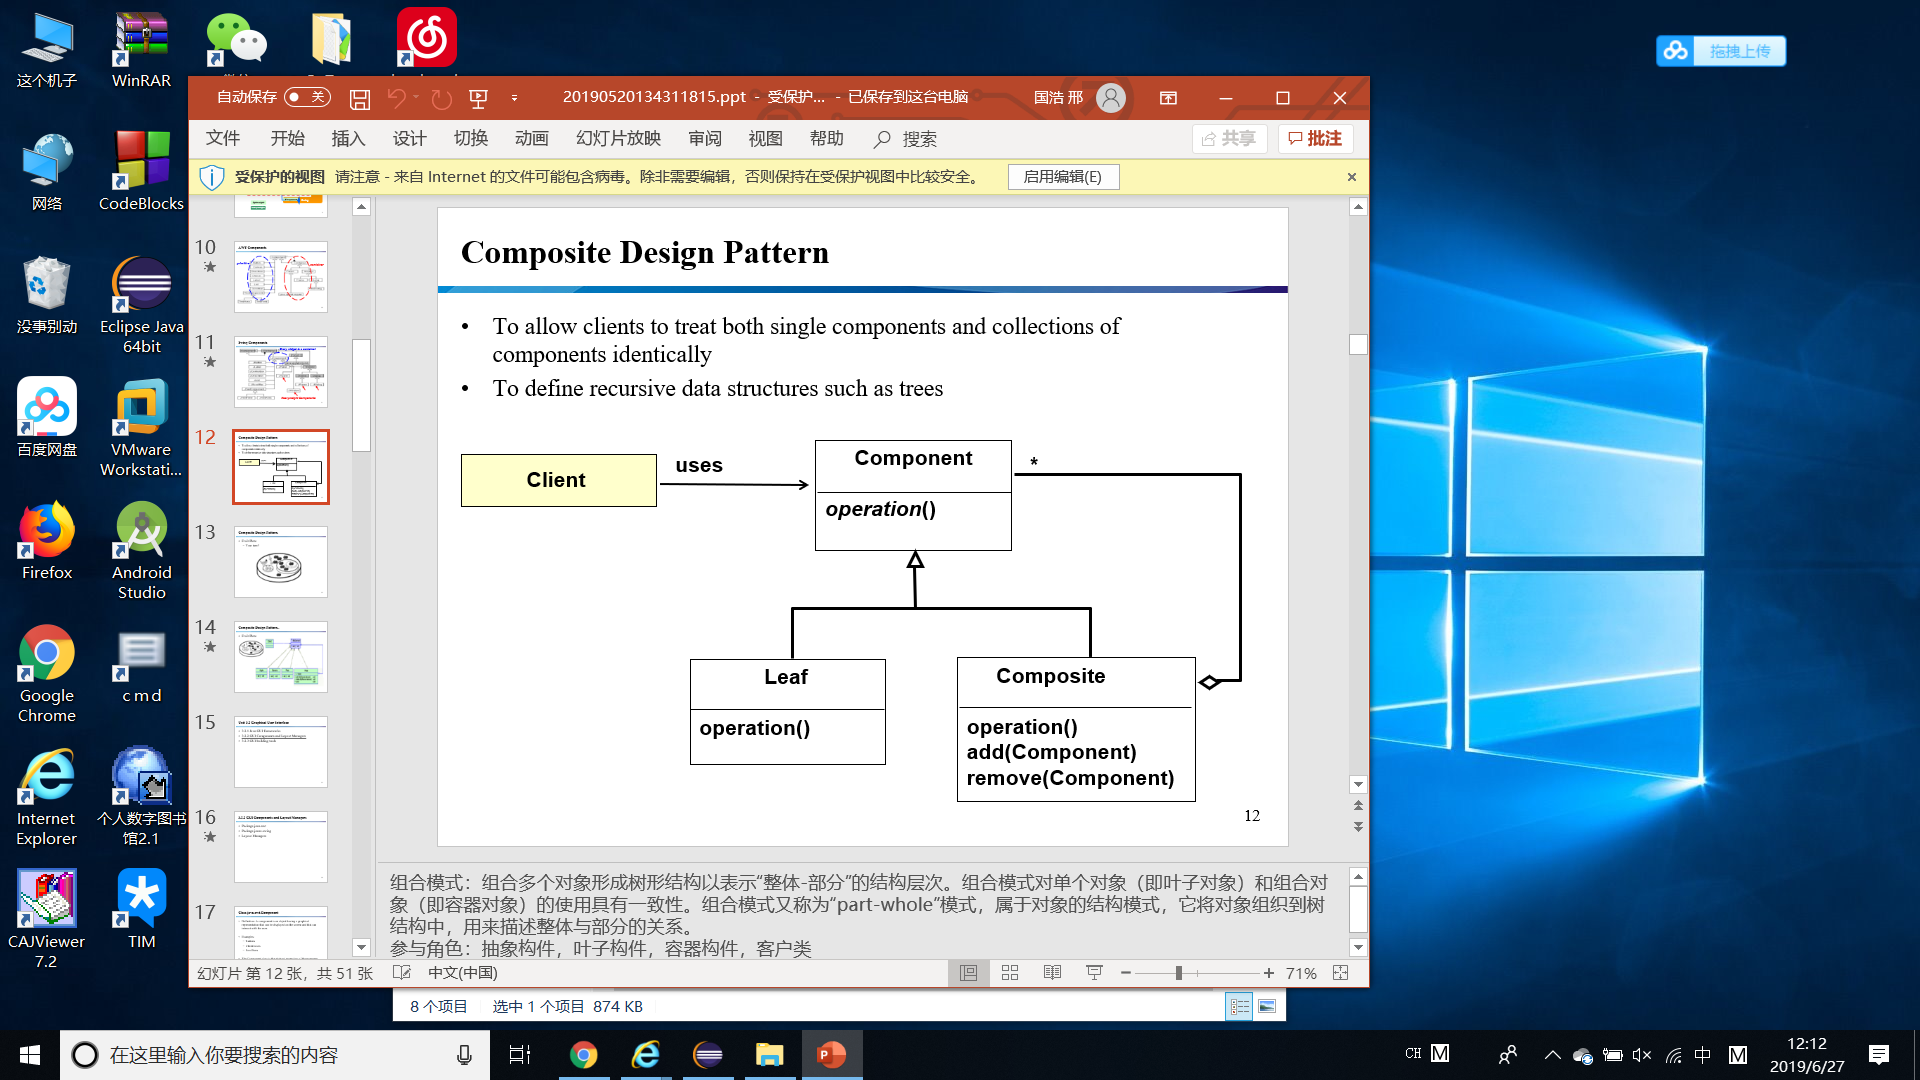 这个机子
WinRAR
拖拽上传
自动保存 关
20190520134311815.ppt - 受保护... - 已保存到这台电脑
国浩 邢
文件 开始 插入 设计 切换 动画 幻灯片放映 审阅 视图 帮助 搜索
共享 批注
受保护的视图 请注意 - 来自 Internet 的文件可能包含病毒。除非需要编辑，否则保持在受保护视图中比较安全。 启用编辑(E)
网络
CodeBlocks
没事别动
Eclipse Java
64bit
百度网盘
VMware
Workstati...
Firefox
Android
Studio
Google
Chrome
cmd
Internet
Explorer
个人数字图书
馆2.1
CAJViewer
7.2
TIM
10
11
12
13
14
15
16
17
Composite Design Pattern
• To allow clients to treat both single components and collections of
components identically
• To define recursive data structures such as trees
Client
uses
Component
*
operation()
Leaf
operation()
Composite
operation()
add(Component)
remove(Component)
12
组合模式：组合多个对象形成树形结构以表示“整体-部分”的结构层次。组合模式对单个对象（即叶子对象）和组合对
象（即容器对象）的使用具有一致性。组合模式又称为“part-whole”模式，属于对象的结构模式，它将对象组织到树
结构中，用来描述整体与部分的关系。
参与角色：抽象构件，叶子构件，容器构件，客户类
幻灯片 第 12 张，共 51 张 中文(中国)
71%
8 个项目 选中 1 个项目 874 KB
在这里输入你要搜索的内容
CH M
中 M
12:12
2019/6/27